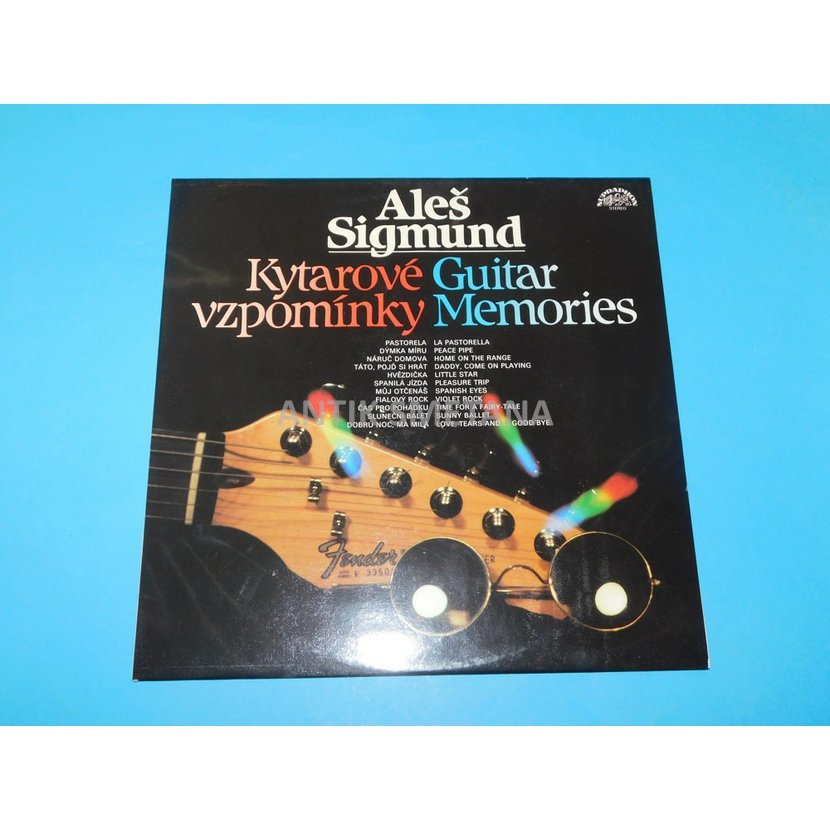 SUPRAPHON
STEREO
Aleš
Sigmund
Kytarové Guitar
vzpomínky Memories
PASTORELA LA PASTORELLA
DÝMKA MÍRU PEACE PIPE
NÁRUČ DOMOVA HOME ON THE RANGE
TÁTO, POJĎ SI HRÁT DADDY, COME ON PLAYING
HVĚZDIČKA LITTLE STAR
SPANILÁ JÍZDA PLEASURE TRIP
MŮJ OTČENÁŠ SPANISH EYES
FIALOVÝ ROCK VIOLET ROCK
ČAS PRO POHÁDKU TIME FOR A FAIRY-TALE
SLUNEČNÍ BALET SUNNY BALLET
DOBROU NOC, MÁ MILÁ LOVE, TEARS AND ... GOOD BYE
Fender